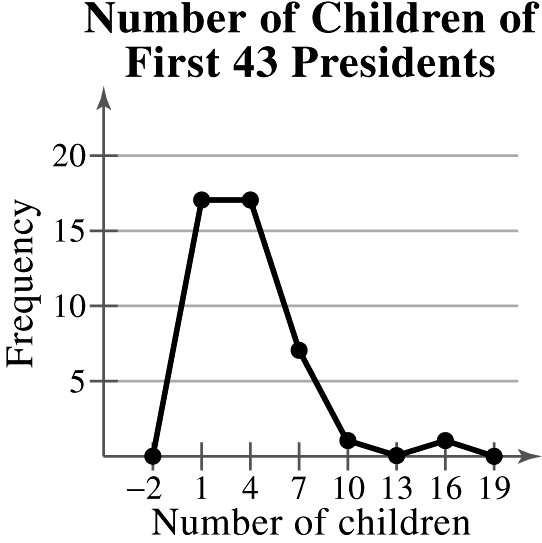 Number of Children of
First 43 Presidents
Frequency
20
15
10
5
−2 1 4 7 10 13 16 19
Number of children